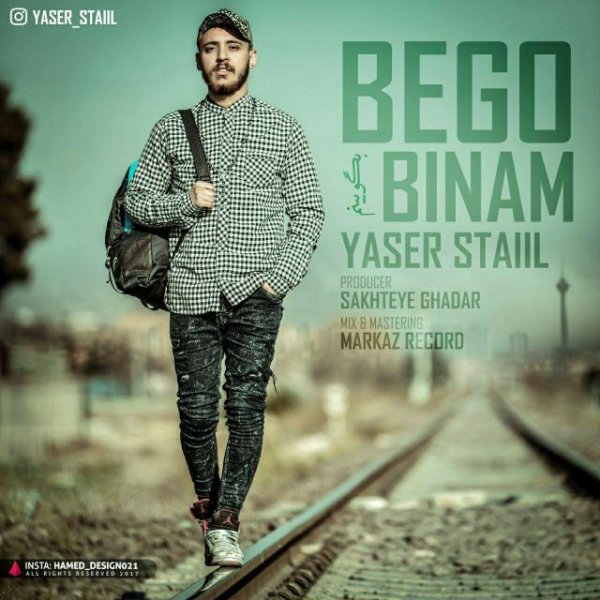 YASER_STAIIL
BEGO
بگو بینم
BINAM
YASER STAIIL
PRODUCER
SAKHTEYE GHADAR
MIX & MASTERING
MARKAZ RECORD
INSTA: HAMED_DESIGN021
ALL RIGHTS RESERVED 2017